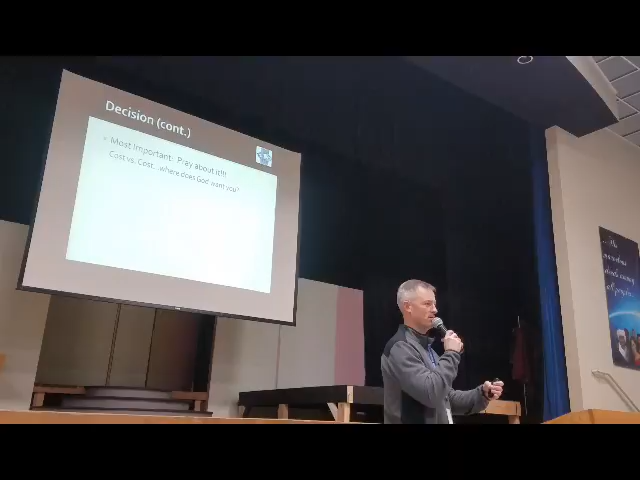 Decision (cont.)
Most Important: Pray about it!!!
Cost vs. Cost...where does God want you?